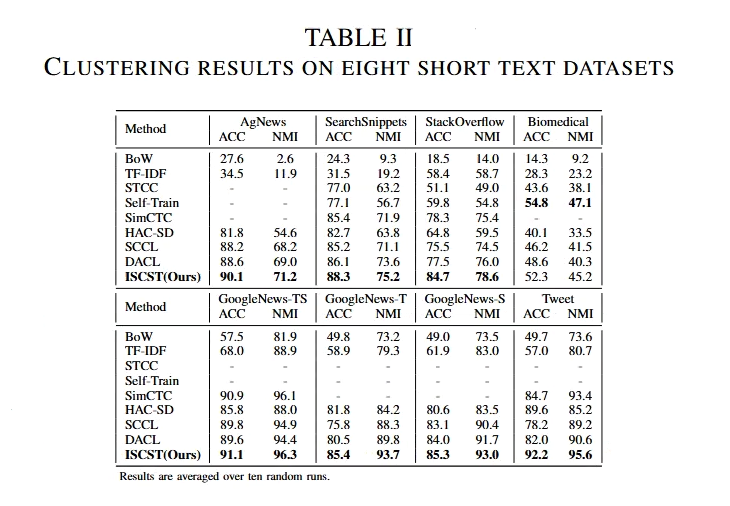 TABLE II
CLUSTERING RESULTS ON EIGHT SHORT TEXT DATASETS
Method AgNews SearchSnippets StackOverflow Biomedical
ACC NMI ACC NMI ACC NMI ACC NMI
BoW 27.6 2.6 24.3 9.3 18.5 14.0 14.3 9.2
TF-IDF 34.5 11.9 31.5 19.2 58.4 58.7 28.3 23.2
STCC - - 77.0 63.2 51.1 49.0 43.6 38.1
Self-Train - - 77.1 56.7 59.8 54.8 54.8 47.1
SimCTC - - 85.4 71.9 78.3 75.4 - -
HAC-SD 81.8 54.6 82.7 63.8 64.8 59.5 40.1 33.5
SCCL 88.2 68.2 85.2 71.1 75.5 74.5 46.2 41.5
DACL 88.6 69.0 86.1 73.6 77.5 76.0 48.6 40.3
ISCST(Ours) 90.1 71.2 88.3 75.2 84.7 78.6 52.3 45.2
Method GoogleNews-TS GoogleNews-T GoogleNews-S Tweet
ACC NMI ACC NMI ACC NMI ACC NMI
BoW 57.5 81.9 49.8 73.2 49.0 73.5 49.7 73.6
TF-IDF 68.0 88.9 58.9 79.3 61.9 83.0 57.0 80.7
STCC - - - - - - - -
Self-Train - - - - - - - -
SimCTC 90.9 96.1 - - - - 84.7 93.4
HAC-SD 85.8 88.0 81.8 84.2 80.6 83.5 89.6 85.2
SCCL 89.8 94.9 75.8 88.3 83.1 90.4 78.2 89.2
DACL 89.6 94.4 80.5 89.8 84.0 91.7 82.0 90.6
ISCST(Ours) 91.1 96.3 85.4 93.7 85.3 93.0 92.2 95.6
Results are averaged over ten random runs.